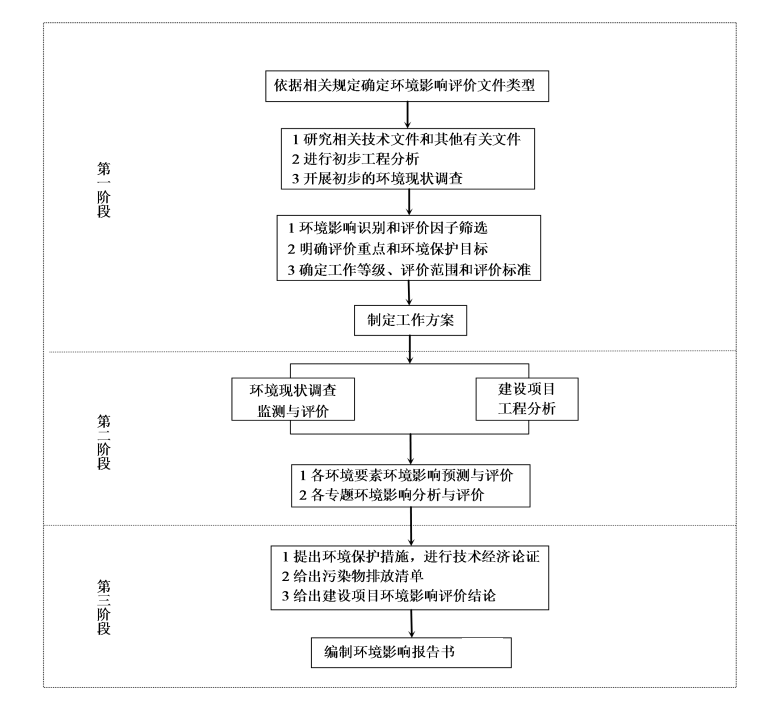 依据相关规定确定环境影响评价文件类型
1 研究相关技术文件和其他有关文件
2 进行初步工程分析
3 开展初步的环境现状调查
第一阶段
1 环境影响识别和评价因子筛选
2 明确评价重点和环境保护目标
3 确定工作等级、评价范围和评价标准
制定工作方案
环境现状调查
监测与评价
建设项目
工程分析
第二阶段
1 各环境要素环境影响预测与评价
2 各专题环境影响分析与评价
1 提出环境保护措施，进行技术经济论证
2 给出污染物排放清单
3 给出建设项目环境影响评价结论
第三阶段
编制环境影响报告书